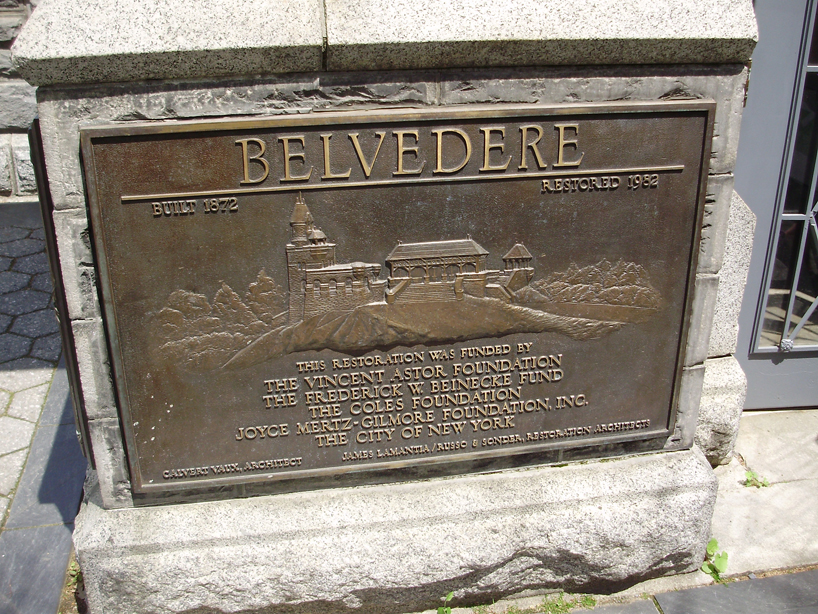 BELVEDERE
BUILT 1872
RESTORED 1982
THIS RESTORATION WAS FUNDED BY
THE VINCENT ASTOR FOUNDATION
THE FREDERICK W. BEINECKE FUND
THE COLES FOUNDATION
JOYCE MERTZ-GILMORE FOUNDATION, INC.
THE CITY OF NEW YORK
CALVERT VAUX, ARCHITECT
JAMES LAMANTIA/RUSSO & SONDER, RESTORATION ARCHITECTS